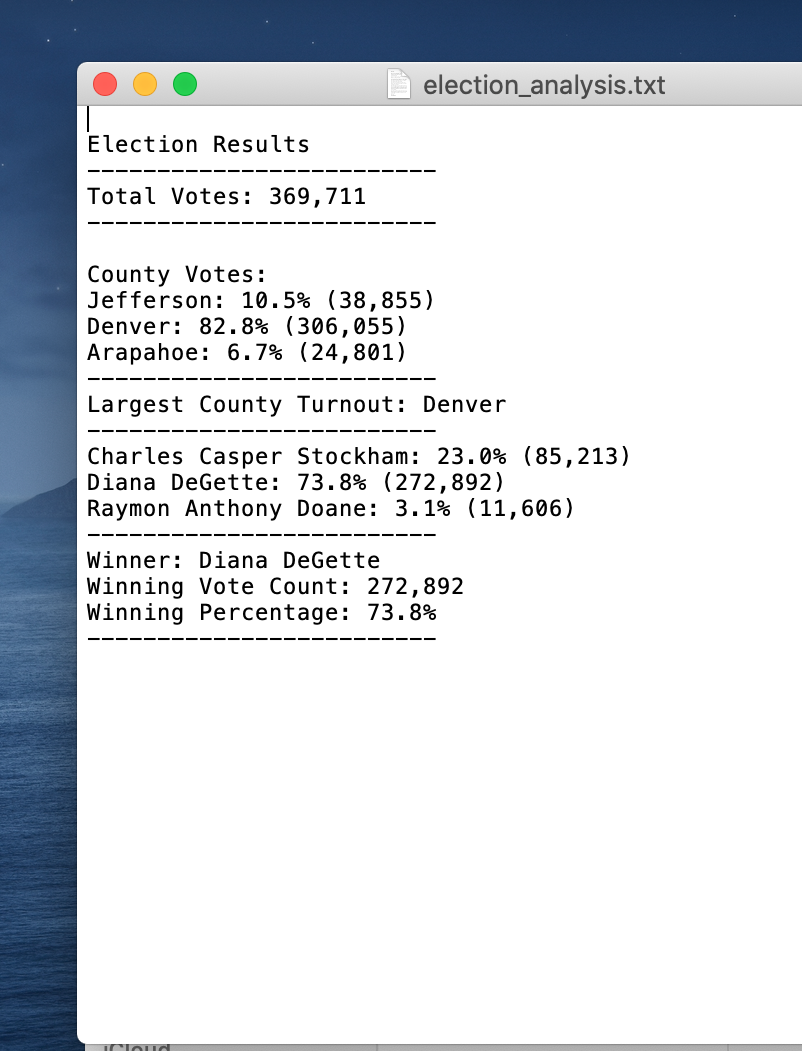 election_analysis.txt
Election Results
-------------------------
Total Votes: 369,711
-------------------------
County Votes:
Jefferson: 10.5% (38,855)
Denver: 82.8% (306,055)
Arapahoe: 6.7% (24,801)
-------------------------
Largest County Turnout: Denver
-------------------------
Charles Casper Stockham: 23.0% (85,213)
Diana DeGette: 73.8% (272,892)
Raymon Anthony Doane: 3.1% (11,606)
-------------------------
Winner: Diana DeGette
Winning Vote Count: 272,892
Winning Percentage: 73.8%
-------------------------
iCloud